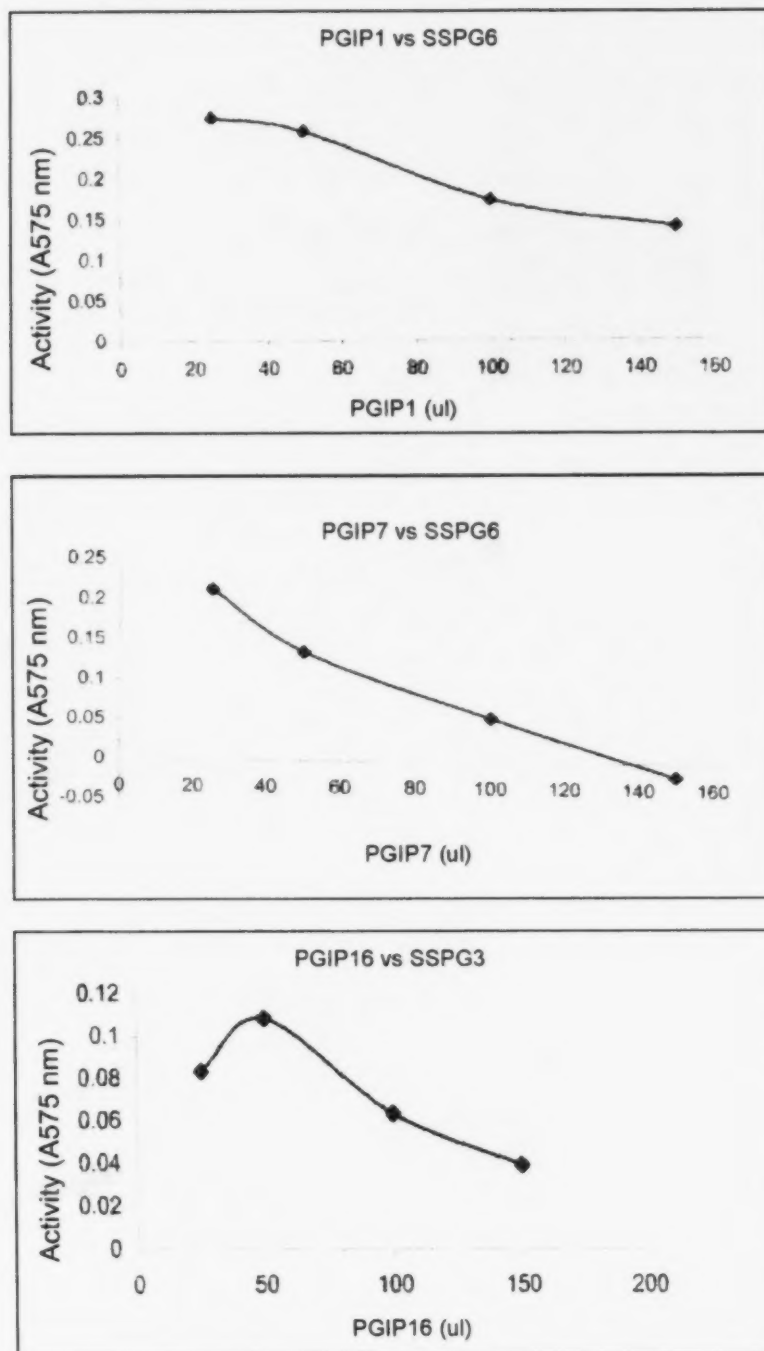 PGIP1 vs SSPG6
0.3
0.25
0.2
0.15
0.1
0.05
0
0 20 40 60 80 100 120 140 160
Activity (A575 nm)
PGIP1 (ul)
PGIP7 vs SSPG6
0.25
0.2
0.15
0.1
0.05
0
-0.05
0 20 40 60 80 100 120 140 160
Activity (A575 nm)
PGIP7 (ul)
PGIP16 vs SSPG3
0.12
0.1
0.08
0.06
0.04
0.02
0
0 50 100 150 200
Activity (A575 nm)
PGIP16 (ul)